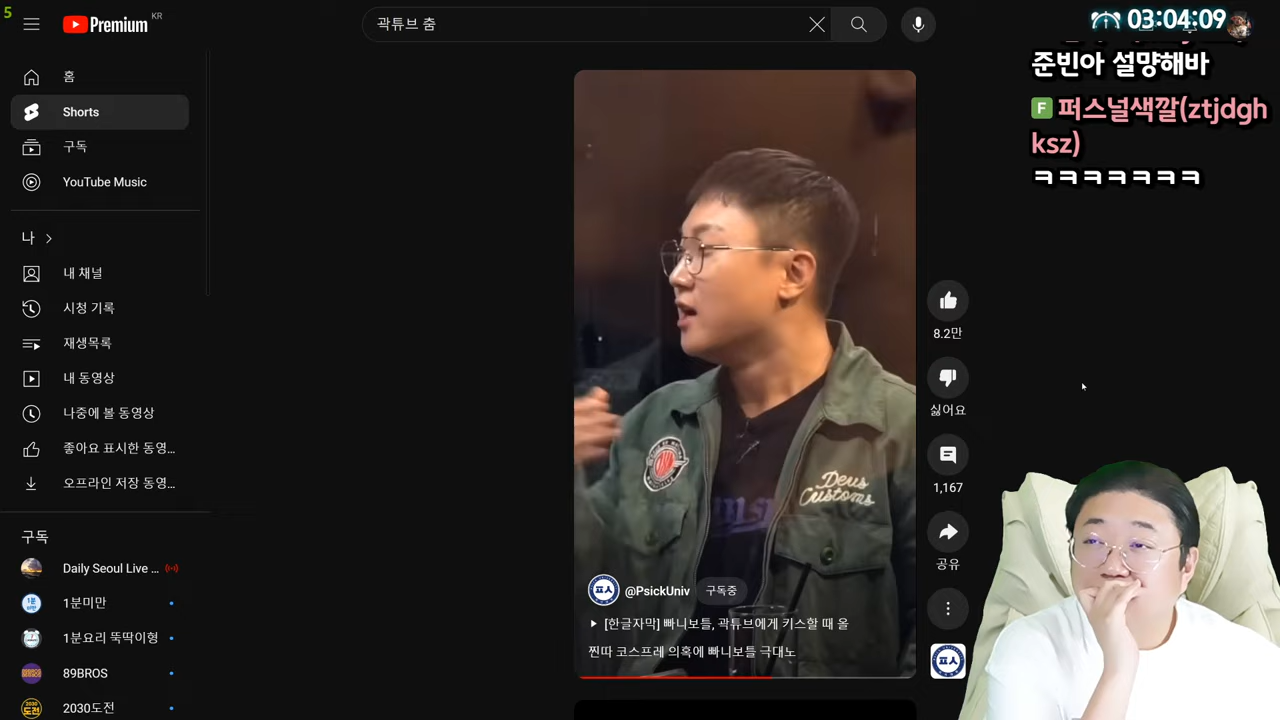 5
Premium KR
곽튜브 춤
03:04:09
홈
Shorts
구독
YouTube Music
나
내 채널
시청 기록
재생목록
내 동영상
나중에 볼 동영상
좋아요 표시한 동영...
오프라인 저장 동영...
구독
Daily Seoul Live ...
1분미만
1분요리 뚝딱이형
89BROS
2030도전
Deus
Customs
@PsickUniv 구독중
[한글자막] 빠니보틀, 곽튜브에게 키스할 때 올
찐따 코스프레 의혹에 빠니보틀 극대노
8.2만
싫어요
1,167
공유
피식
준빈아 설먕해바
F 퍼스널색깔(ztjdgh
ksz)
ㅋㅋㅋㅋㅋㅋㅋ